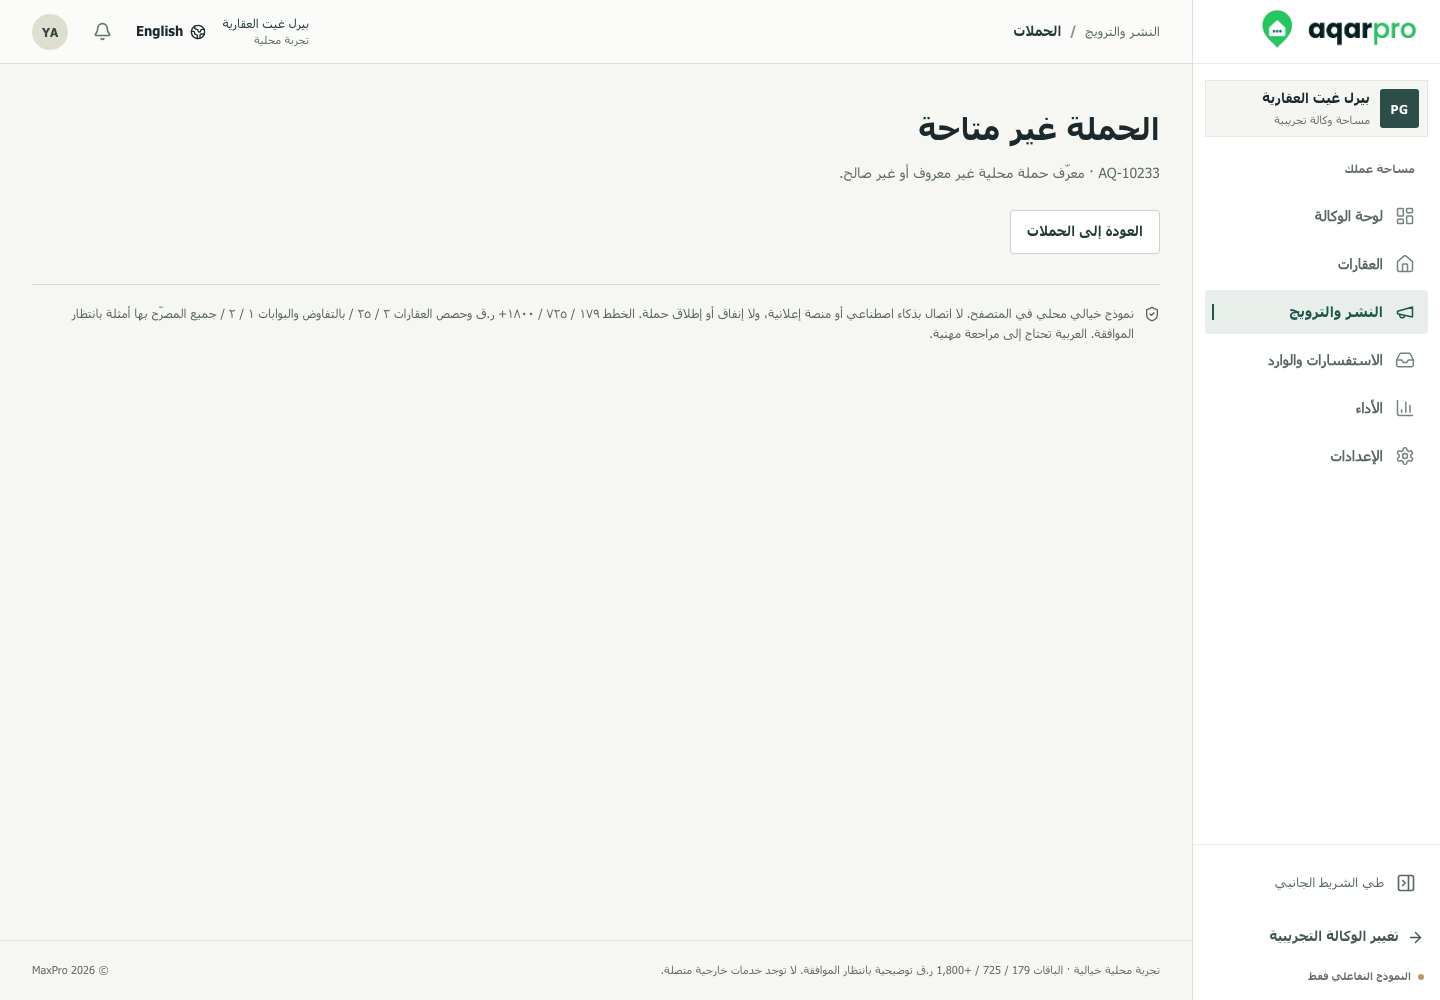 aqarpro
PG
بيرل غيت العقارية
مساحة وكالة تجريبية
مساحة عملك
لوحة الوكالة
العقارات
النشر والترويج
الاستفسارات والوارد
الأداء
الإعدادات
طي الشريط الجانبي
تغيير الوكالة التجريبية
النموذج التفاعلي فقط
النشر والترويج / الحملات
بيرل غيت العقارية
تجربة محلية
English
YA
الحملة غير متاحة
AQ-10233 · معرّف حملة محلية غير معروف أو غير صالح.
العودة إلى الحملات
نموذج خيالي محلي في المتصفح. لا اتصال بذكاء اصطناعي أو منصة إعلانية، ولا إنفاق أو إطلاق حملة. الخطط ١٧٩ / ٧٢٥ / ١٨٠٠+ ر.ق وحصص العقارات ٣ / ٢٥ / بالتفاوض والبوابات ١ / ٢ / جميع المصرّح بها أمثلة بانتظار
الموافقة. العربية تحتاج إلى مراجعة مهنية.
تجربة محلية خيالية · الباقات 179 / 725 / +1,800 ر.ق توضيحية بانتظار الموافقة. لا توجد خدمات خارجية متصلة.
© 2026 MaxPro